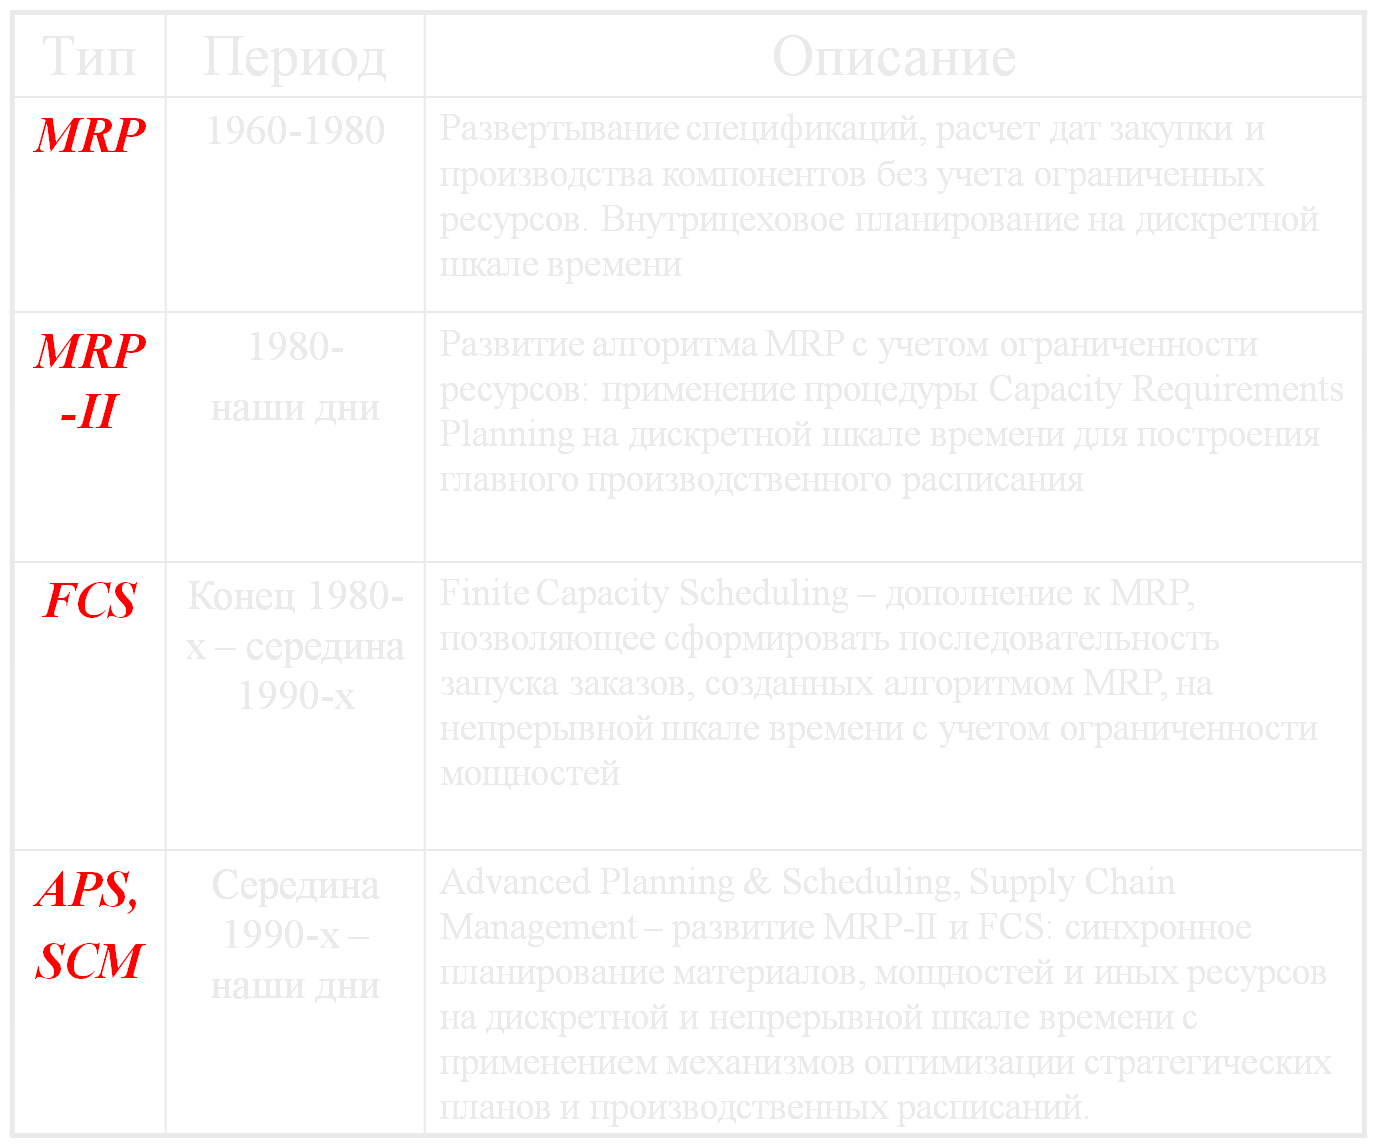 Тип Период Описание
MRP
1960-1980
Развертывание спецификаций, расчет дат закупки и
производства компонентов без учета ограниченных
ресурсов. Внутрицеховое планирование на дискретной
шкале времени
MRP
-II
1980-
наши дни
Развитие алгоритма MRP с учетом ограниченности
ресурсов: применение процедуры Capacity Requirements
Planning на дискретной шкале времени для построения
главного производственного расписания
FCS
Конец 1980-
х – середина
1990-х
Finite Capacity Scheduling – дополнение к MRP,
позволяющее сформировать последовательность
запуска заказов, созданных алгоритмом MRP, на
непрерывной шкале времени с учетом ограниченности
мощностей
APS,
SCM
Середина
1990-х –
наши дни
Advanced Planning & Scheduling, Supply Chain
Management – развитие MRP-II и FCS: синхронное
планирование материалов, мощностей и иных ресурсов
на дискретной и непрерывной шкале времени с
применением механизмов оптимизации стратегических
планов и производственных расписаний.